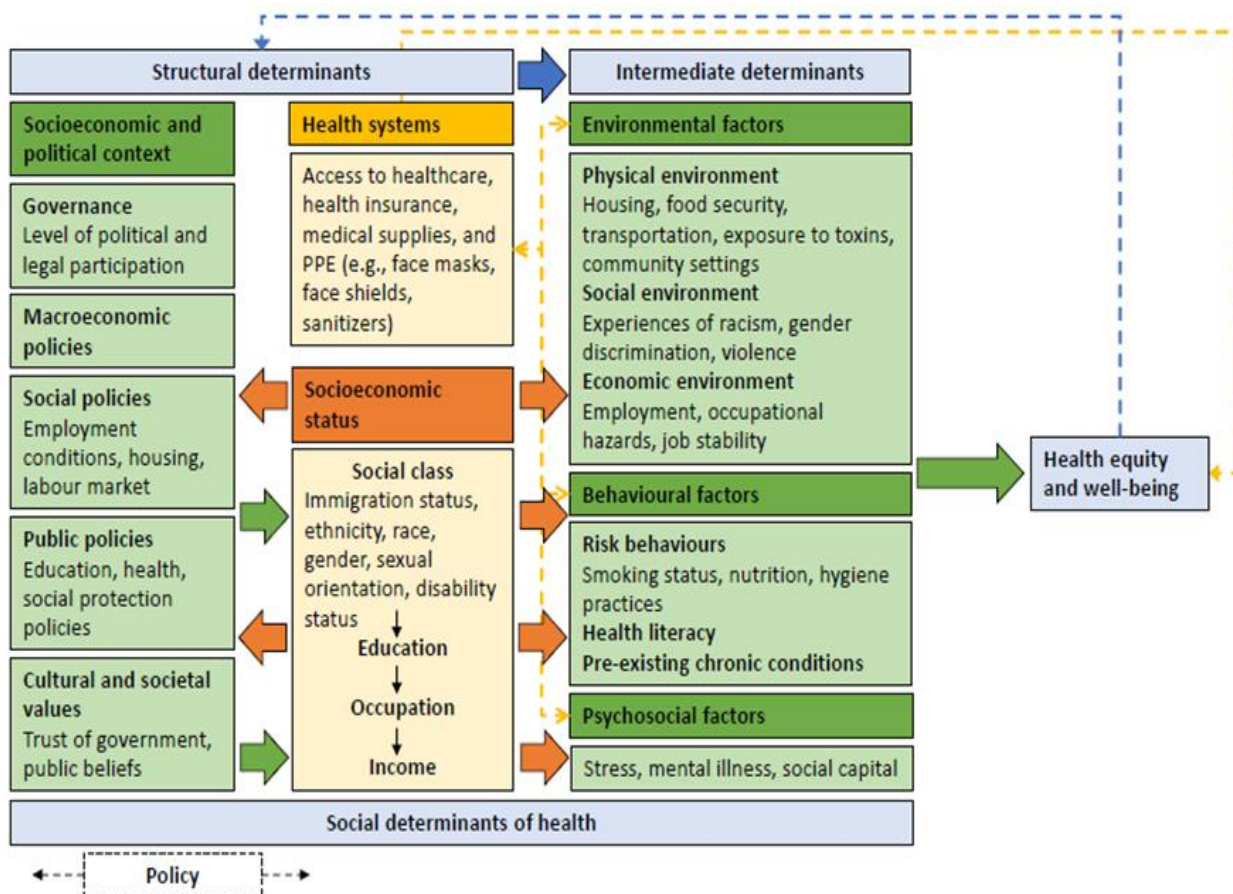 Structural determinants
Intermediate determinants
Socioeconomic and
political context
Governance
Level of political and
legal participation
Macroeconomic
policies
Social policies
Employment
conditions, housing,
labour market
Public policies
Education, health,
social protection
policies
Cultural and societal
values
Trust of government,
public beliefs
Health systems
Access to healthcare,
health insurance,
medical supplies, and
PPE (e.g., face masks,
face shields,
sanitizers)
Socioeconomic
status
Social class
Immigration status,
ethnicity, race,
gender, sexual
orientation, disability
status
Education
Occupation
Income
Environmental factors
Physical environment
Housing, food security,
transportation, exposure to toxins,
community settings
Social environment
Experiences of racism, gender
discrimination, violence
Economic environment
Employment, occupational
hazards, job stability
Behavioural factors
Risk behaviours
Smoking status, nutrition, hygiene
practices
Health literacy
Pre-existing chronic conditions
Psychosocial factors
Stress, mental illness, social capital
Health equity
and well-being
Social determinants of health
Policy